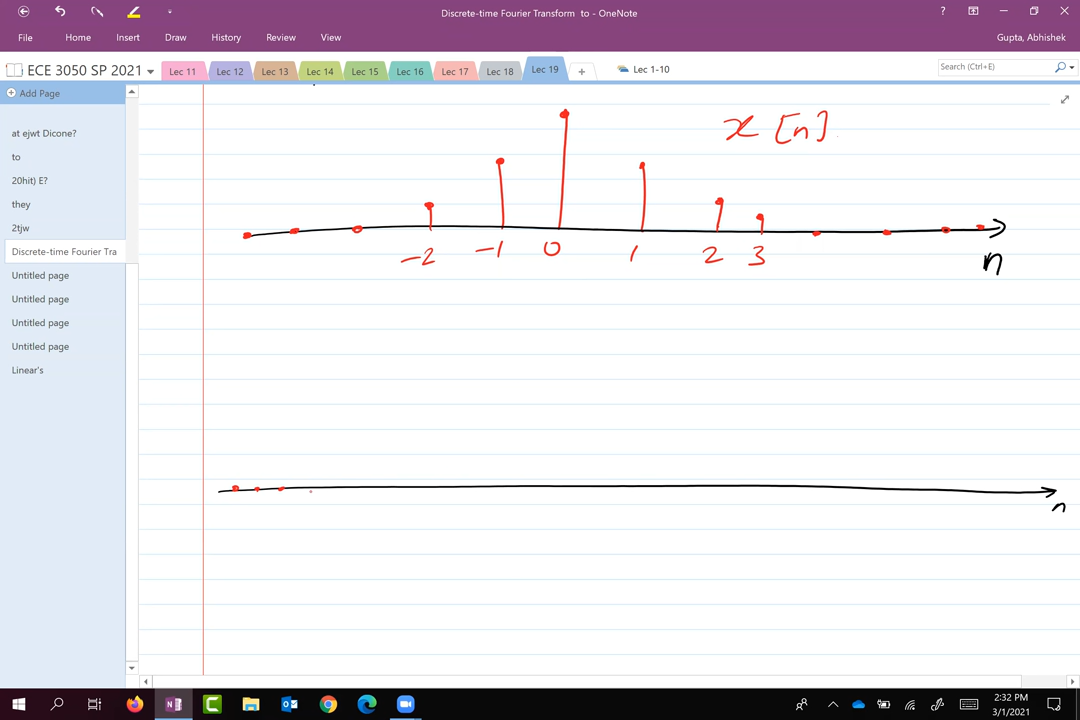 Discrete-time Fourier Transform to - OneNote
?
File Home Insert Draw History Review View
Gupta, Abhishek
ECE 3050 SP 2021
Lec 11 Lec 12 Lec 13 Lec 14 Lec 15 Lec 16 Lec 17 Lec 18 Lec 19 + Lec 1-10
Search (Ctrl+E)
Add Page
at ejwt Dicone?
to
20hit) E?
they
2tjw
Discrete-time Fourier Tra
Untitled page
Untitled page
Untitled page
Untitled page
Linear's
x [n]
-2 -1 0 1 2 3
n
n
2:32 PM
3/1/2021